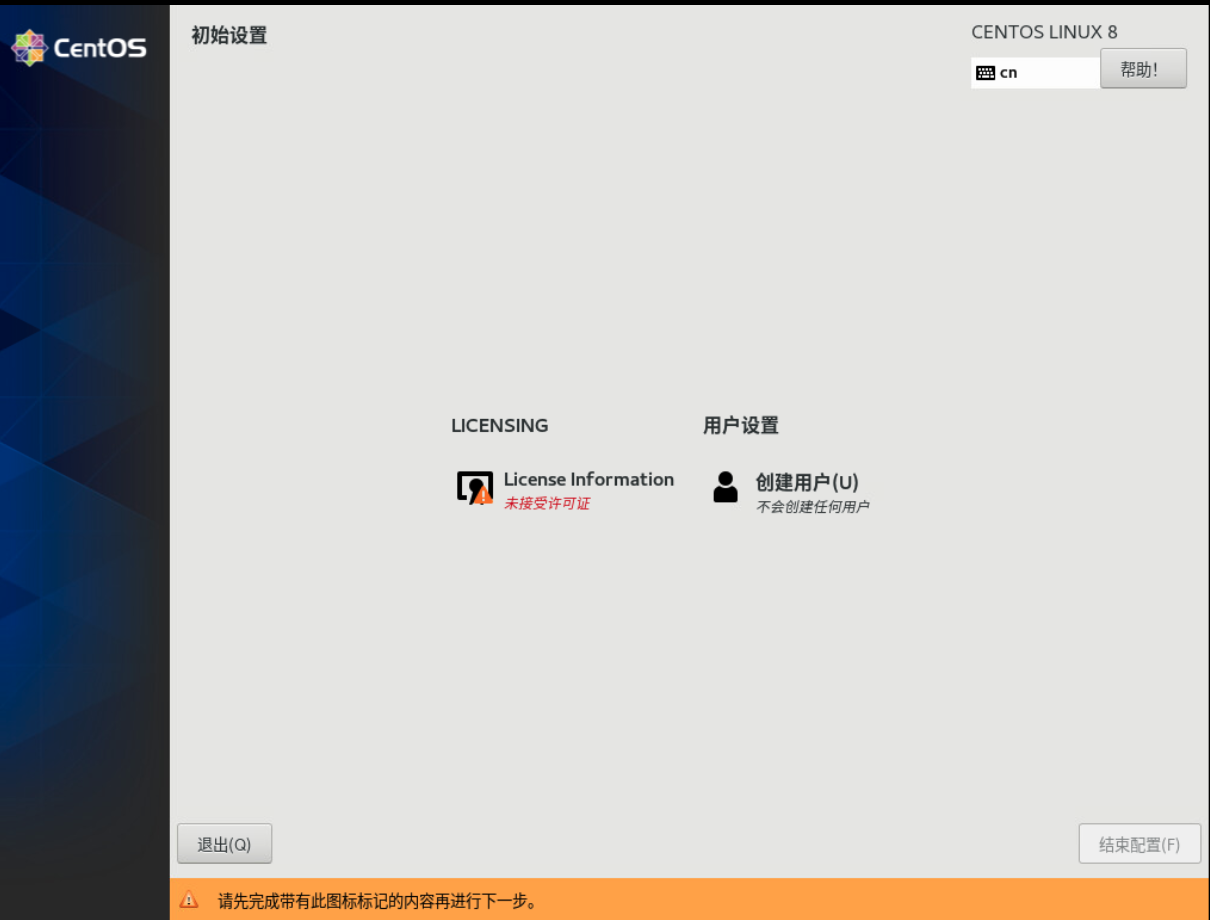 CentOS
初始设置
CENTOS LINUX 8
cn
帮助!
LICENSING
用户设置
License Information
未接受许可证
创建用户(U)
不会创建任何用户
退出(Q)
结束配置(F)
请先完成带有此图标标记的内容再进行下一步。